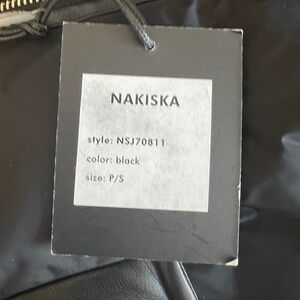 NAKISKA
style: NSJ70811
color: black
size: P/S